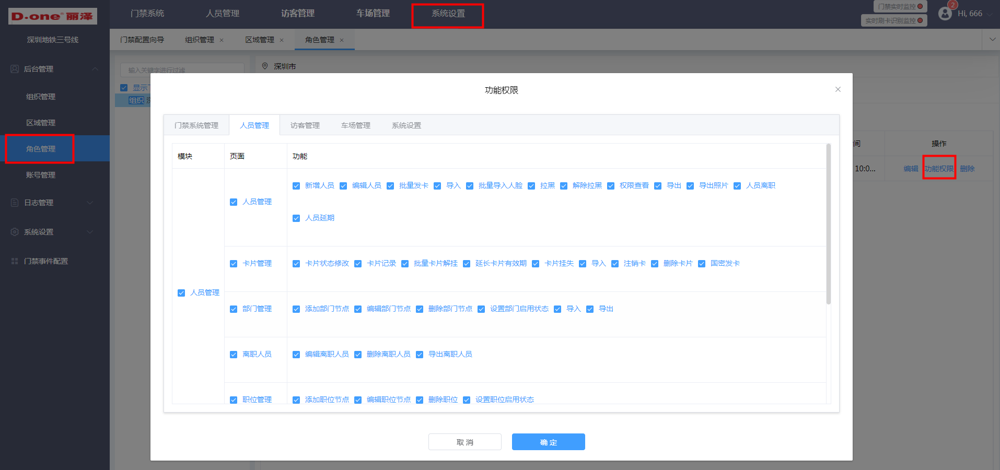 D.one® 丽泽
门禁系统 人员管理 访客管理 车场管理 系统设置
门禁实时监控
实时刷卡识别监控
2
Hi, 666
深圳地铁三号线
门禁配置向导 组织管理 × 区域管理 × 角色管理 ×
后台管理
组织管理
区域管理
角色管理
账号管理
日志管理
系统设置
门禁事件配置
输入关键字进行过滤
深圳市
显示
组织
间 操作
10:0... 编辑 功能权限 删除
功能权限
门禁系统管理 人员管理 访客管理 车场管理 系统设置
模块 页面 功能
人员管理
人员管理 新增人员 编辑人员 批量发卡 导入 批量导入人脸 拉黑 解除拉黑 权限查看 导出 导出照片 人员离职
人员延期
卡片管理 卡片状态修改 卡片记录 批量卡片解挂 延长卡片有效期 卡片挂失 导入 注销卡 删除卡片 国密发卡
部门管理 添加部门节点 编辑部门节点 删除部门节点 设置部门启用状态 导入 导出
离职人员 编辑离职人员 删除离职人员 导出离职人员
职位管理 添加职位节点 编辑职位节点 删除职位 设置职位启用状态
取 消 确 定